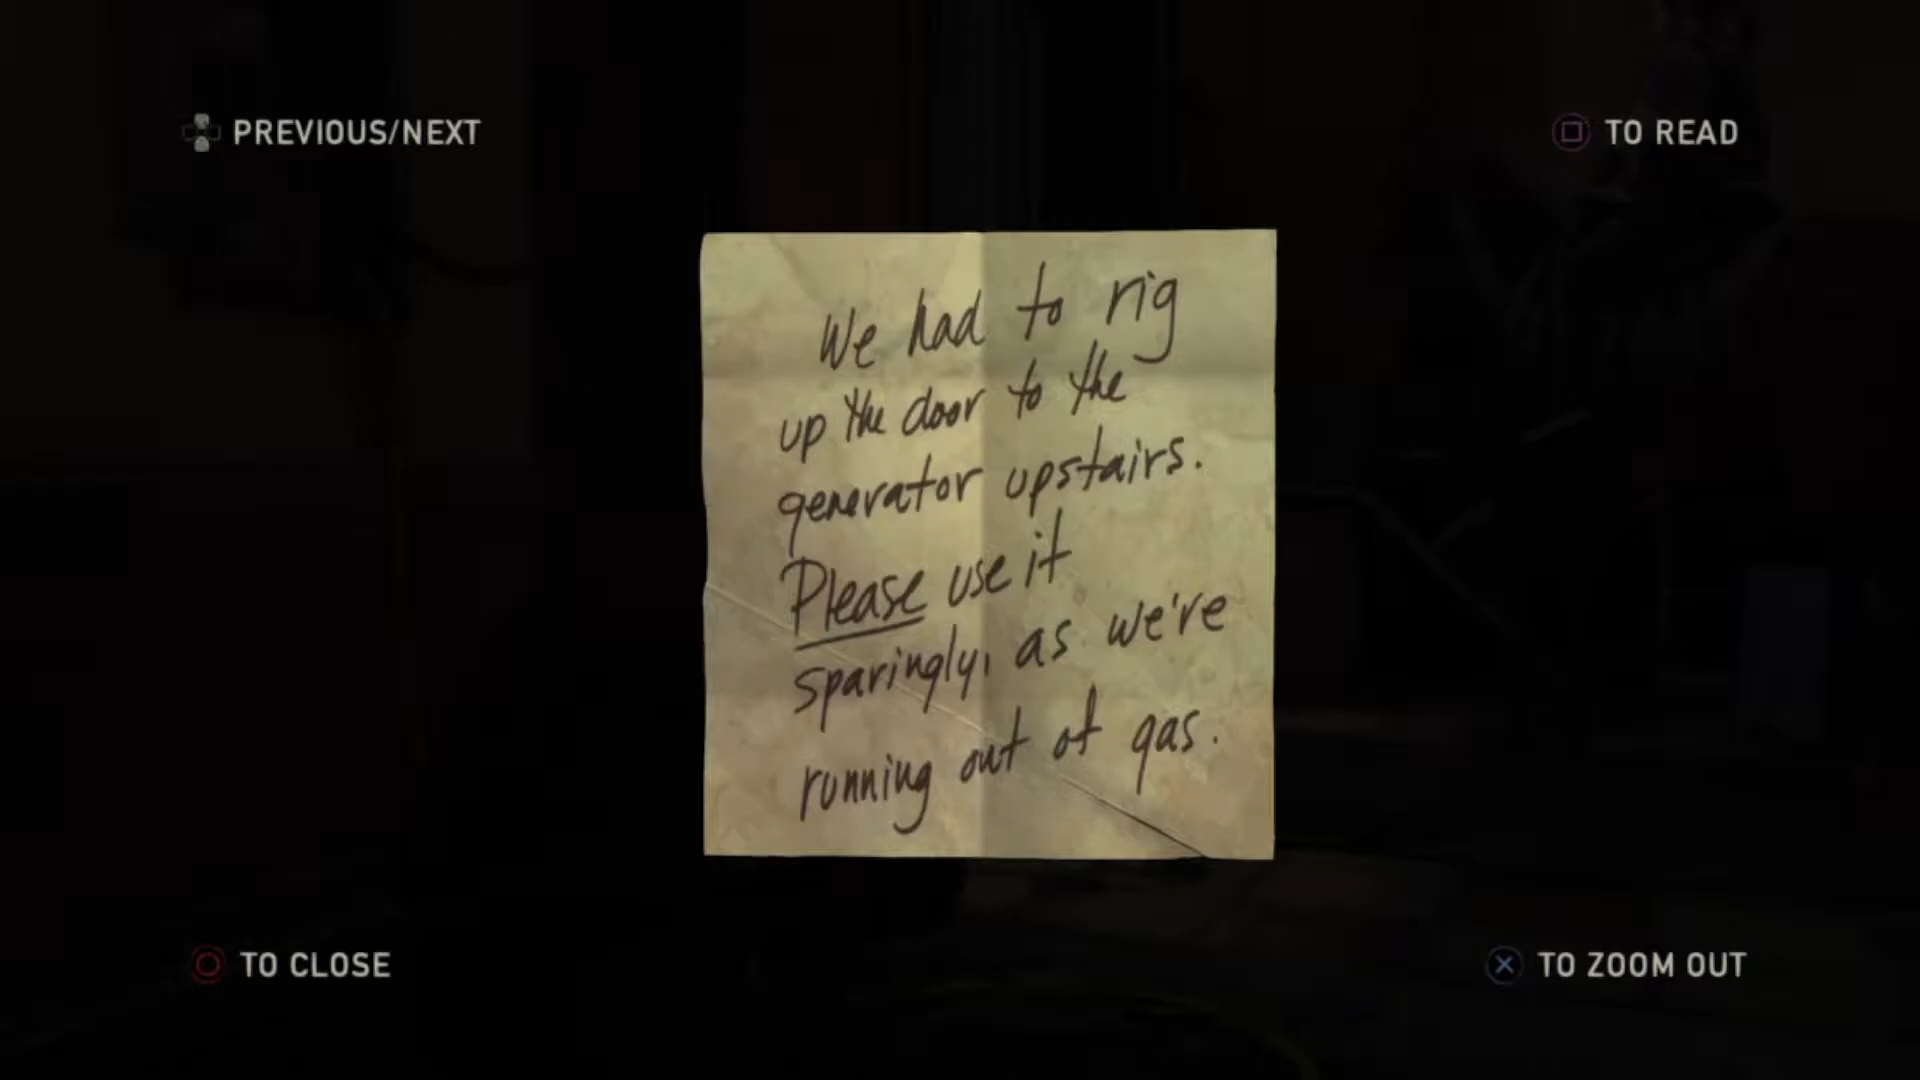 PREVIOUS/NEXT
TO READ
We had to rig
up the door to the
generator upstairs.
Please use it
sparingly, as we're
running out of gas.
TO CLOSE
TO ZOOM OUT